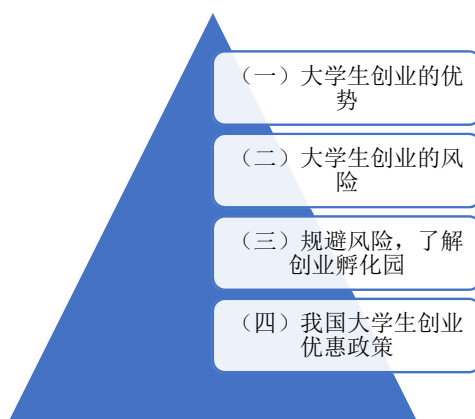 （一）大学生创业的优
势
（二）大学生创业的风
险
（三）规避风险，了解
创业孵化园
（四）我国大学生创业
优惠政策